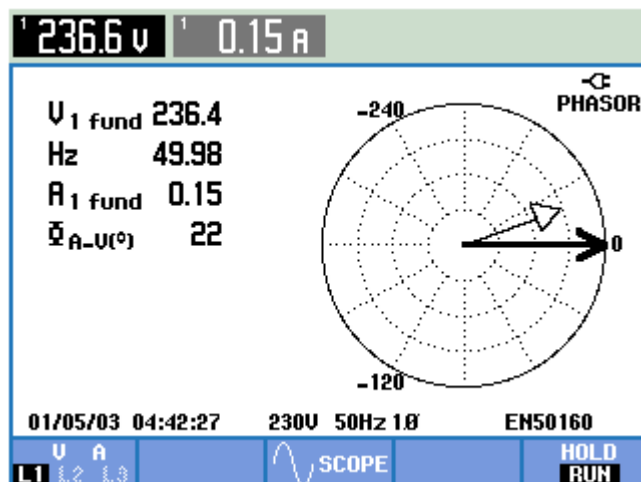 1 236.6 V 1 0.15 A
PHASOR
V1 fund 236.4
Hz 49.98
A1 fund 0.15
Φ A-V(°) 22
-240
0
-120
01/05/03 04:42:27 230V 50Hz 1Ø EN50160
V A
L1 L2 L3
SCOPE
HOLD
RUN